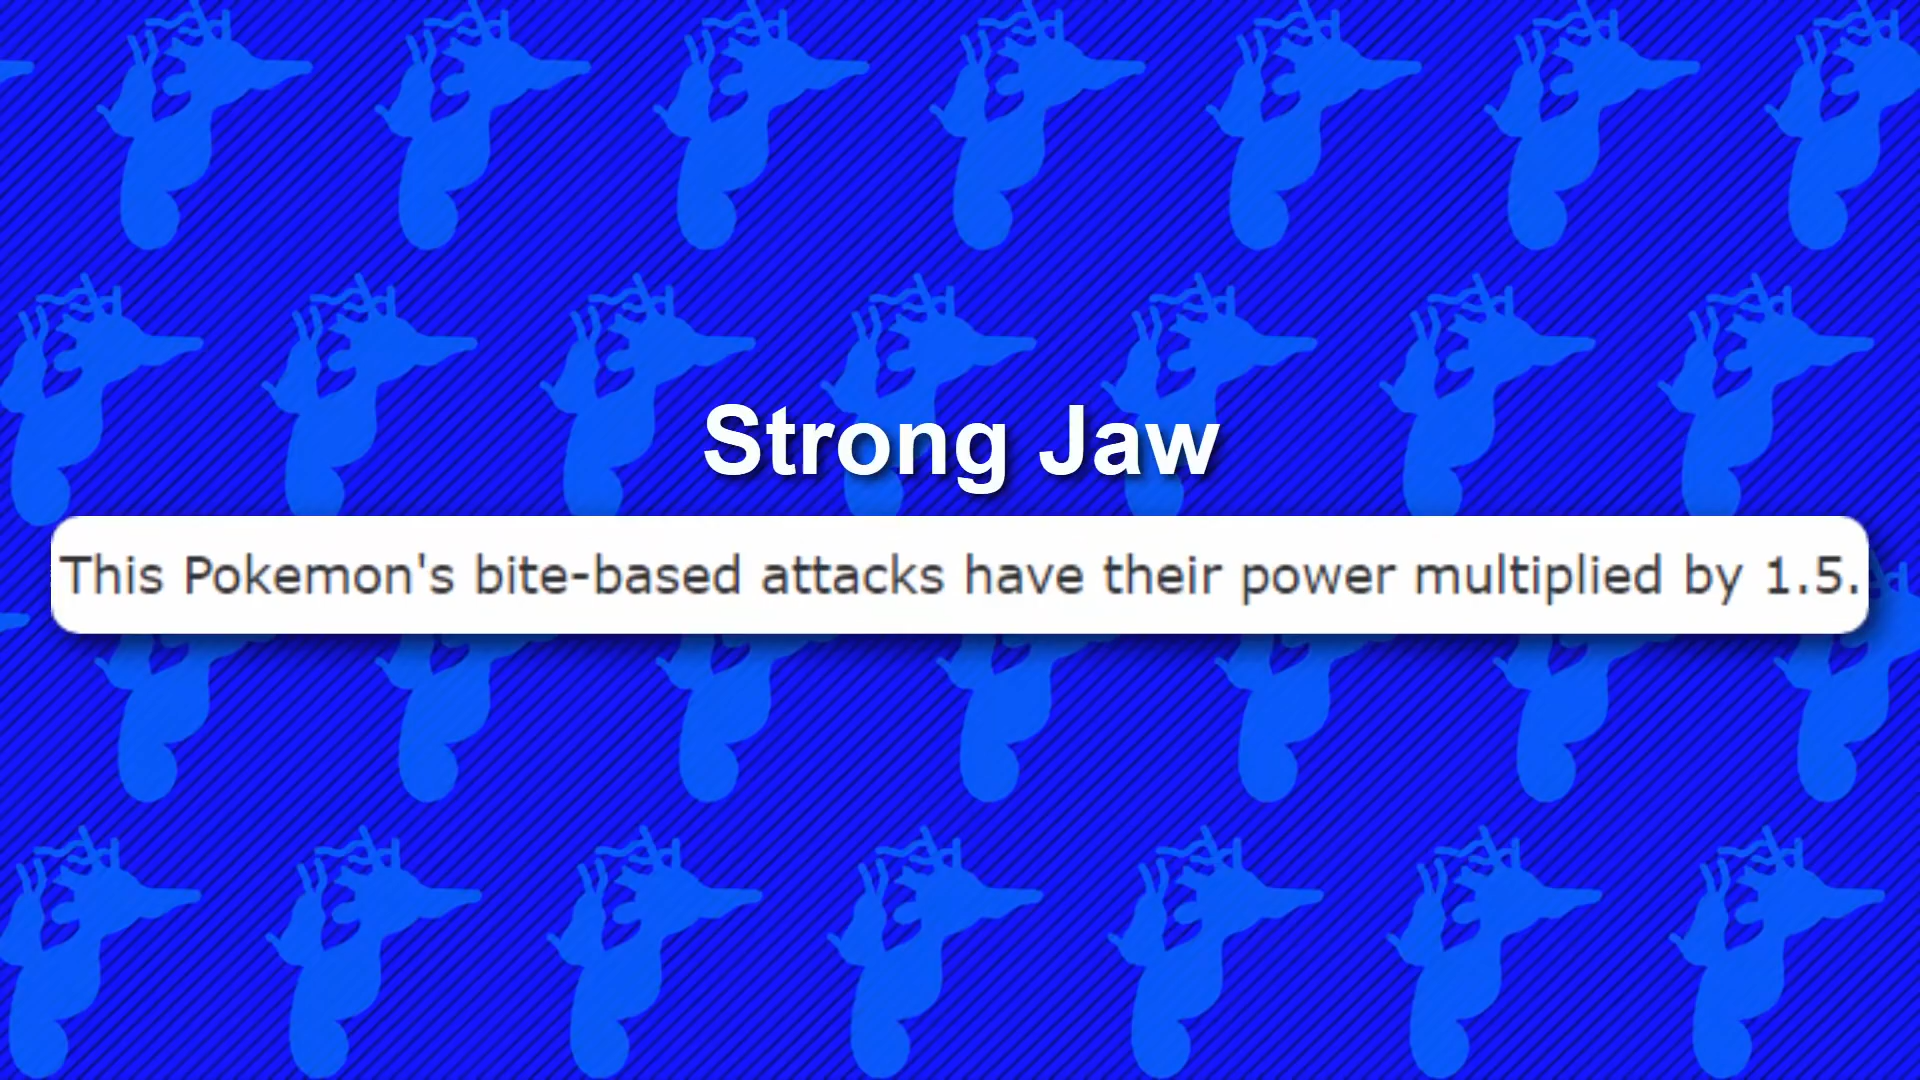 Strong Jaw
This Pokemon's bite-based attacks have their power multiplied by 1.5.